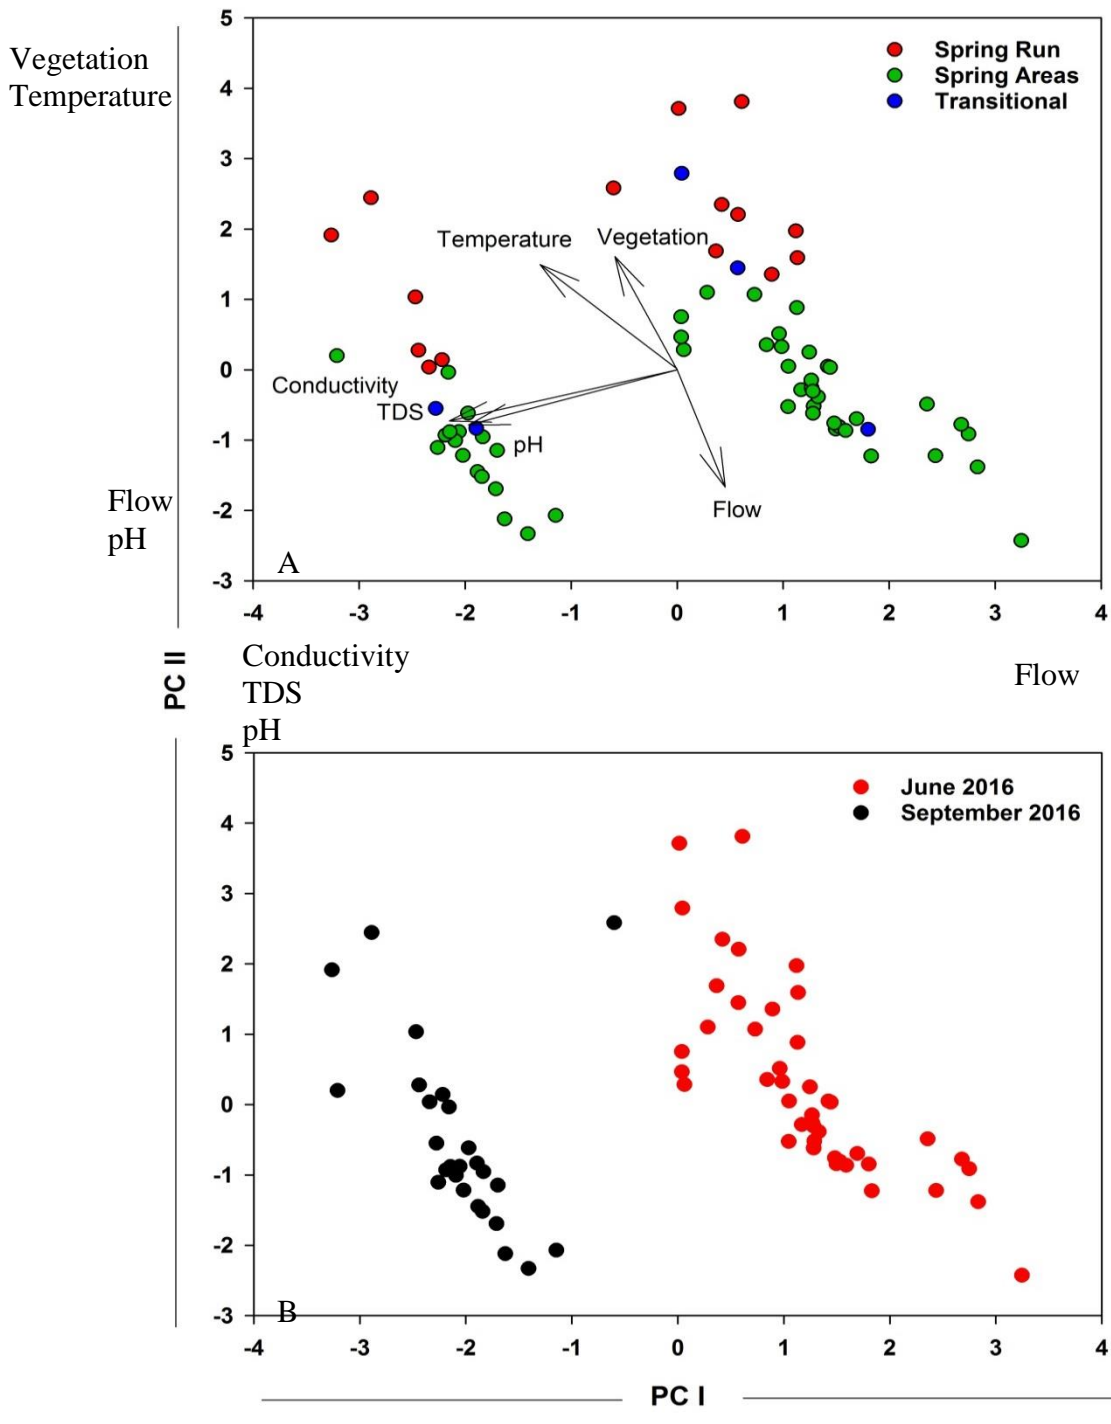 Vegetation
Temperature
Flow
pH
5
4
3
2
1
0
-1
-2
-3
Spring Run
Spring Areas
Transitional
Temperature
Vegetation
Conductivity
TDS
pH
Flow
A
-4
-3
-2
-1
0
1
2
3
4
PC II
Conductivity
TDS
pH
Flow
5
4
3
2
1
0
-1
-2
-3
June 2016
September 2016
B
-4
-3
-2
-1
0
1
2
3
4
PC I